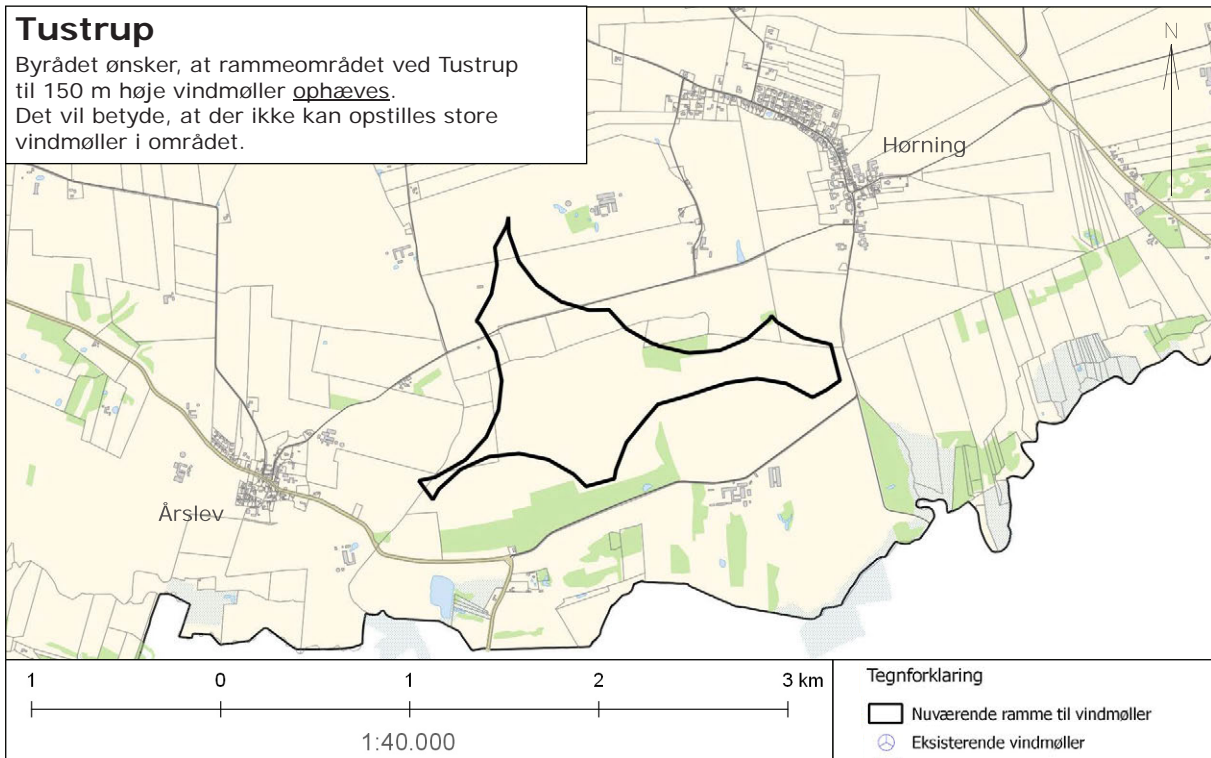 Tustrup
Byrådet ønsker, at rammeområdet ved Tustrup
til 150 m høje vindmøller ophæves.
Det vil betyde, at der ikke kan opstilles store
vindmøller i området.
N
Hørning
Årslev
1 0 1 2 3 km
1:40.000
Tegnforklaring
Nuværende ramme til vindmøller
Eksisterende vindmøller